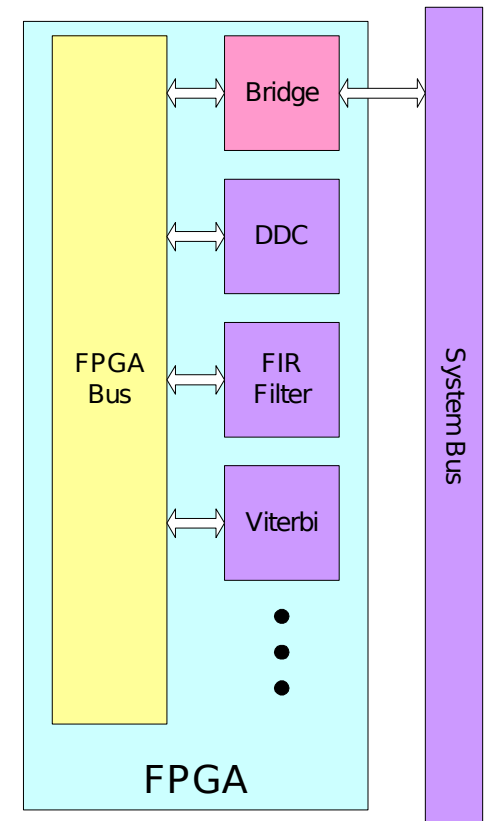 Bridge
DDC
FPGA
Bus
FIR
Filter
System Bus
Viterbi
FPGA